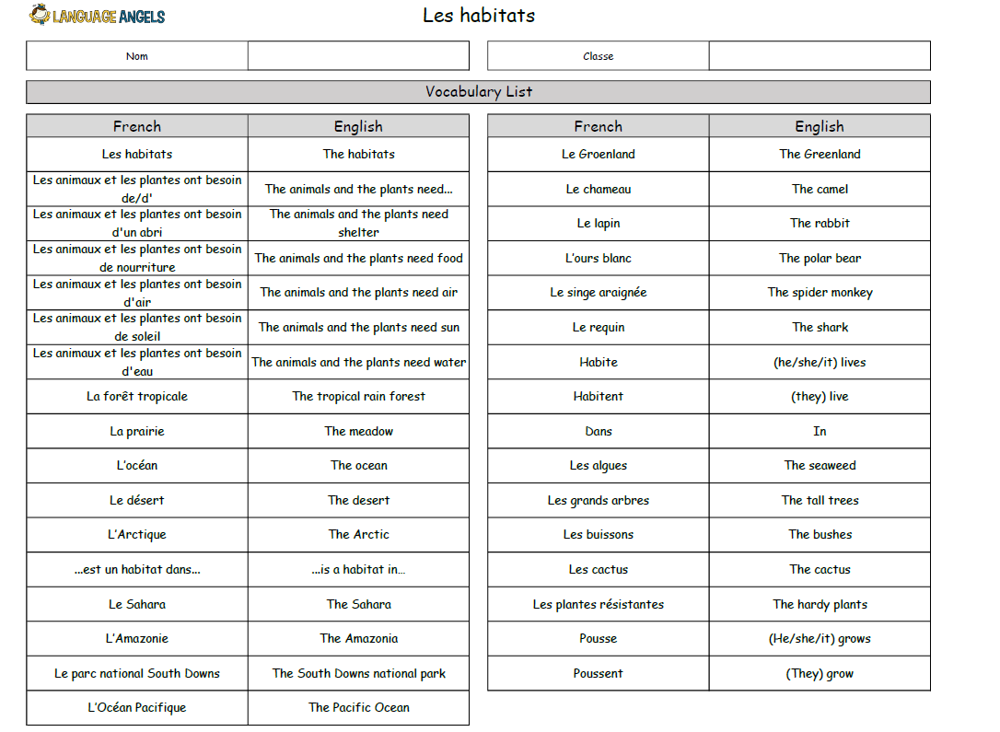 LANGUAGE ANGELS
Les habitats
Nom
Classe
Vocabulary List
French English
Les habitats The habitats
Les animaux et les plantes ont besoin
de/d' The animals and the plants need...
Les animaux et les plantes ont besoin
d'un abri The animals and the plants need
shelter
Les animaux et les plantes ont besoin
de nourriture The animals and the plants need food
Les animaux et les plantes ont besoin
d'air The animals and the plants need air
Les animaux et les plantes ont besoin
de soleil The animals and the plants need sun
Les animaux et les plantes ont besoin
d'eau The animals and the plants need water
La forêt tropicale The tropical rain forest
La prairie The meadow
L'océan The ocean
Le désert The desert
L'Arctique The Arctic
...est un habitat dans... ...is a habitat in...
Le Sahara The Sahara
L'Amazonie The Amazonia
Le parc national South Downs The South Downs national park
L'Océan Pacifique The Pacific Ocean
French English
Le Groenland The Greenland
Le chameau The camel
Le lapin The rabbit
L'ours blanc The polar bear
Le singe araignée The spider monkey
Le requin The shark
Habite (he/she/it) lives
Habitent (they) live
Dans In
Les algues The seaweed
Les grands arbres The tall trees
Les buissons The bushes
Les cactus The cactus
Les plantes résistantes The hardy plants
Pousse (He/she/it) grows
Poussent (They) grow